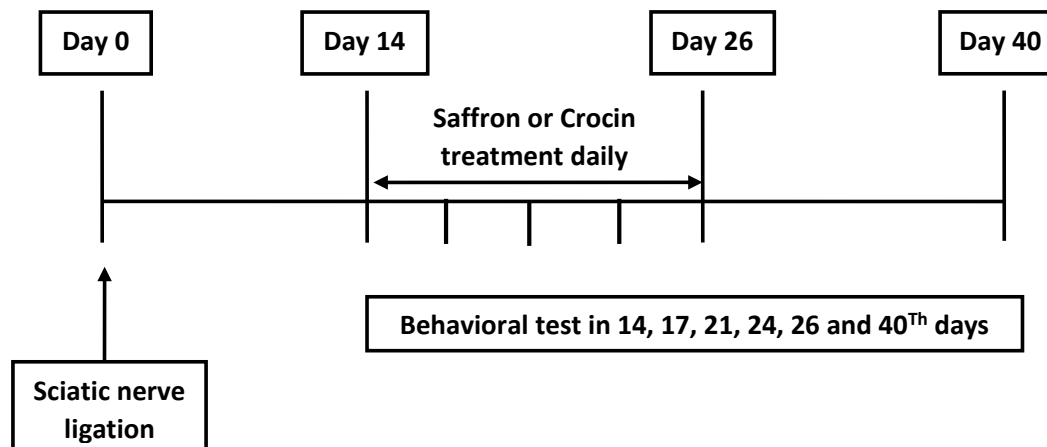 Day 0
Day 14
Day 26
Day 40
Saffron or Crocin
treatment daily
Behavioral test in 14, 17, 21, 24, 26 and 40Th days
Sciatic nerve
ligation